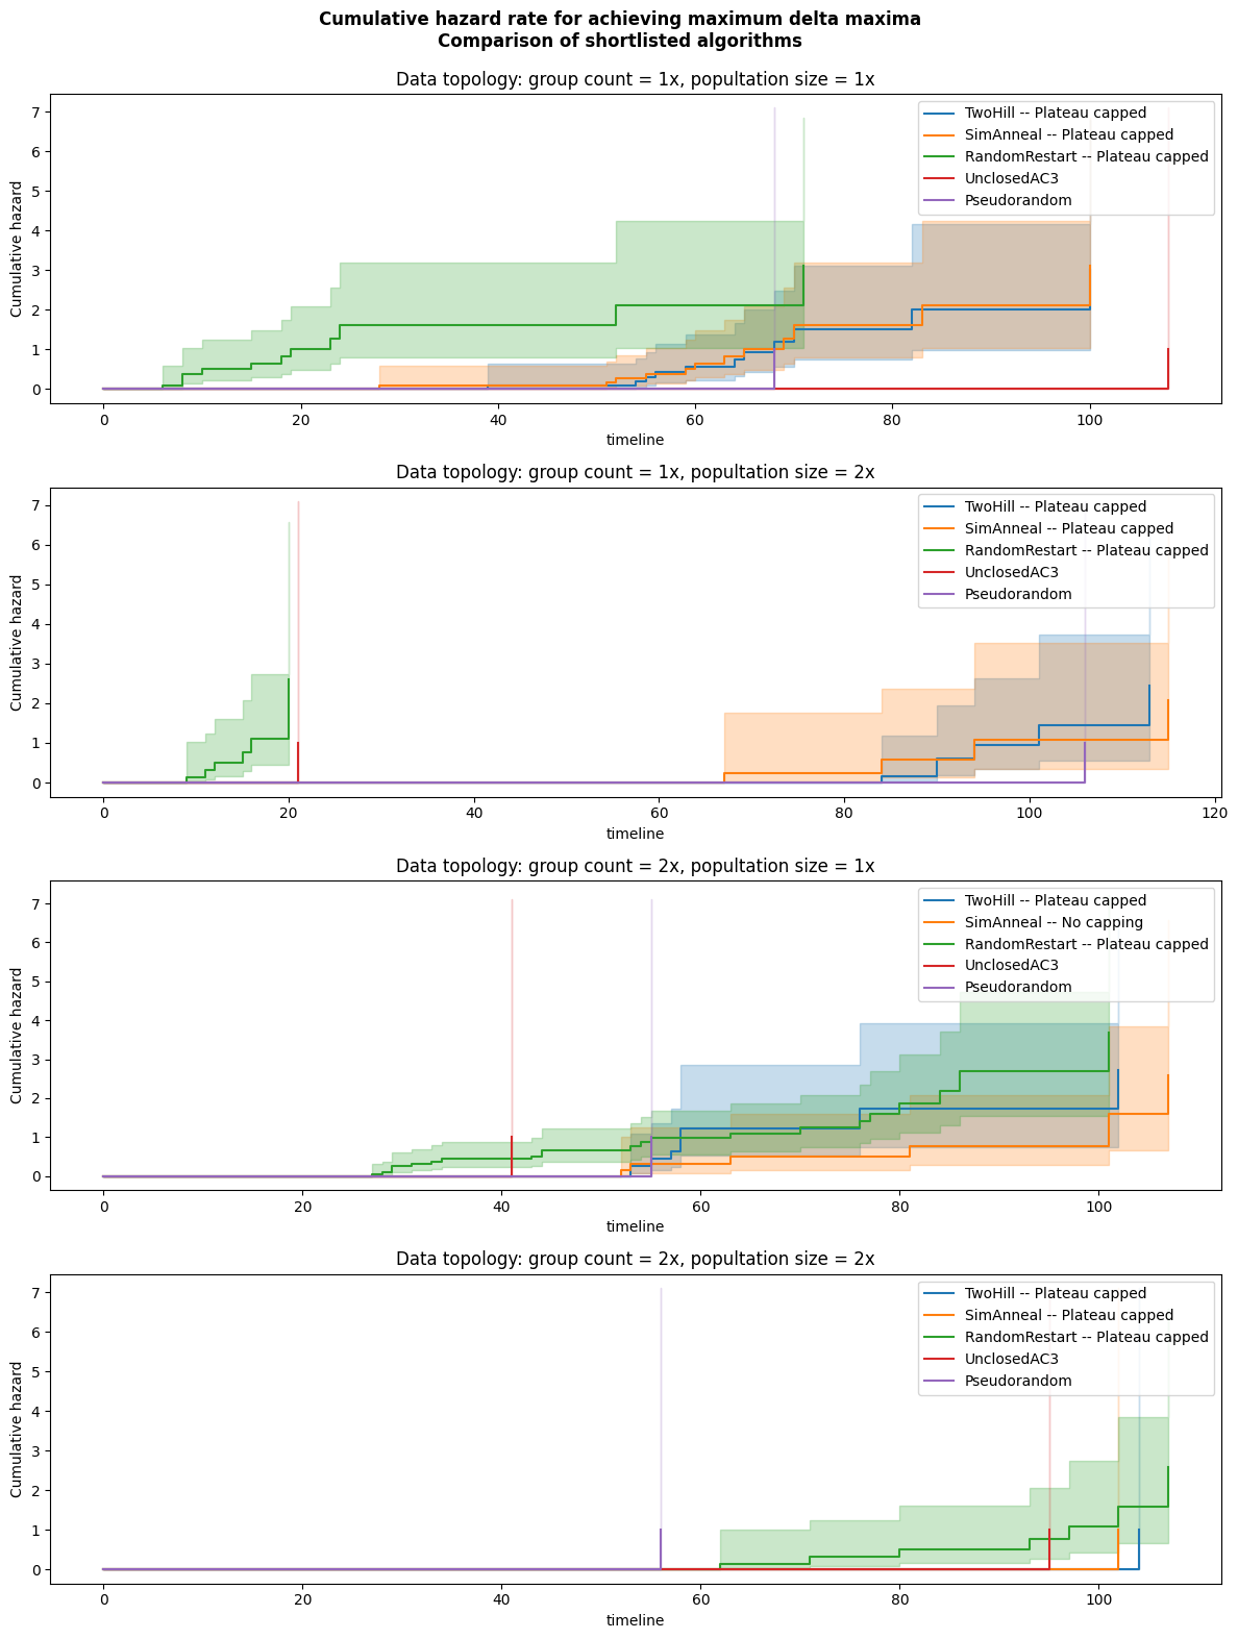 Cumulative hazard rate for achieving maximum delta maxima
Comparison of shortlisted algorithms
Data topology: group count = 1x, popultation size = 1x
7
6
5
4
3
2
1
0
Cumulative hazard
TwoHill -- Plateau capped
SimAnneal -- Plateau capped
RandomRestart -- Plateau capped
UnclosedAC3
Pseudorandom
0 20 40 60 80 100
timeline
Data topology: group count = 1x, popultation size = 2x
7
6
5
4
3
2
1
0
Cumulative hazard
TwoHill -- Plateau capped
SimAnneal -- Plateau capped
RandomRestart -- Plateau capped
UnclosedAC3
Pseudorandom
0 20 40 60 80 100 120
timeline
Data topology: group count = 2x, popultation size = 1x
7
6
5
4
3
2
1
0
Cumulative hazard
TwoHill -- Plateau capped
SimAnneal -- No capping
RandomRestart -- Plateau capped
UnclosedAC3
Pseudorandom
0 20 40 60 80 100
timeline
Data topology: group count = 2x, popultation size = 2x
7
6
5
4
3
2
1
0
Cumulative hazard
TwoHill -- Plateau capped
SimAnneal -- Plateau capped
RandomRestart -- Plateau capped
UnclosedAC3
Pseudorandom
0 20 40 60 80 100
timeline